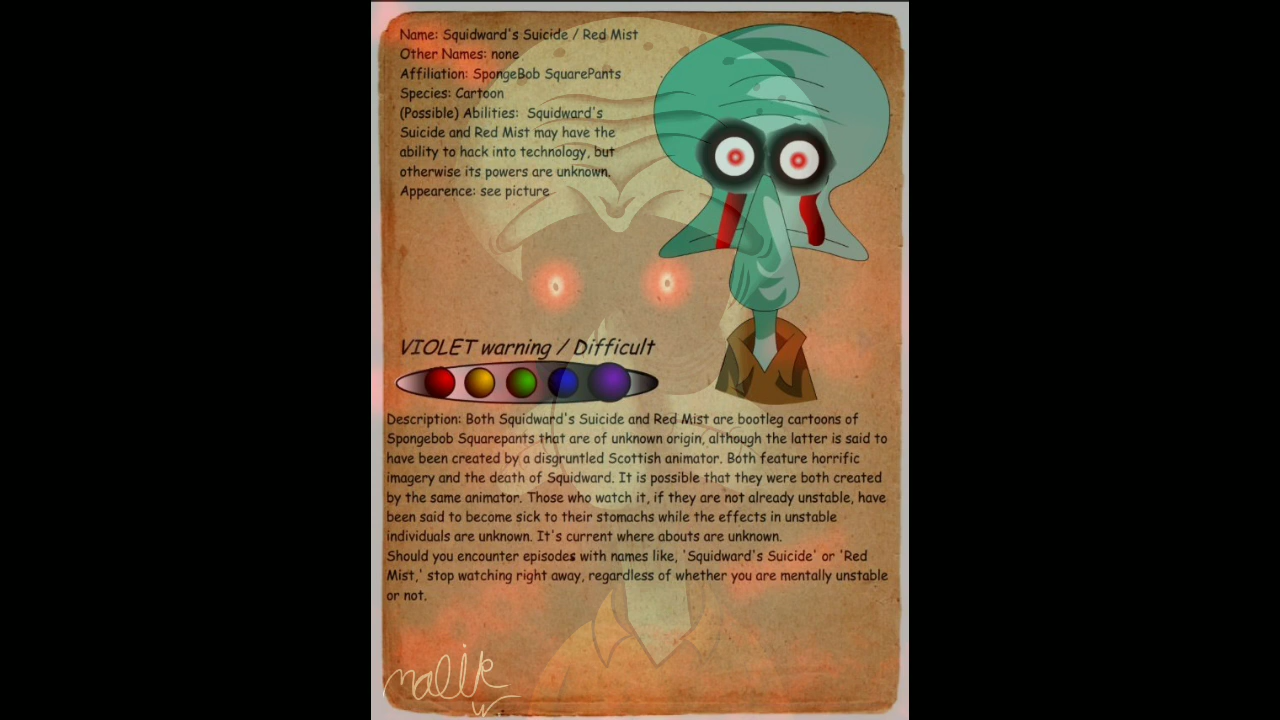 Name: Squidward's Suicide / Red Mist
Other Names: none
Affiliation: SpongeBob SquarePants
Species: Cartoon
(Possible) Abilities: Squidward's
Suicide and Red Mist may have the
ability to hack into technology, but
otherwise its powers are unknown.
Appearence: see picture
VIOLET warning / Difficult
Description: Both Squidward's Suicide and Red Mist are bootleg cartoons of
Spongebob Squarepants that are of unknown origin, although the latter is said to
have been created by a disgruntled Scottish animator. Both feature horrific
imagery and the death of Squidward. It is possible that they were both created
by the same animator. Those who watch it, if they are not already unstable, have
been said to become sick to their stomachs while the effects in unstable
individuals are unknown. It's current where abouts are unknown.
Should you encounter episodes with names like, 'Squidward's Suicide' or 'Red
Mist,' stop watching right away, regardless of whether you are mentally unstable
or not.
malik